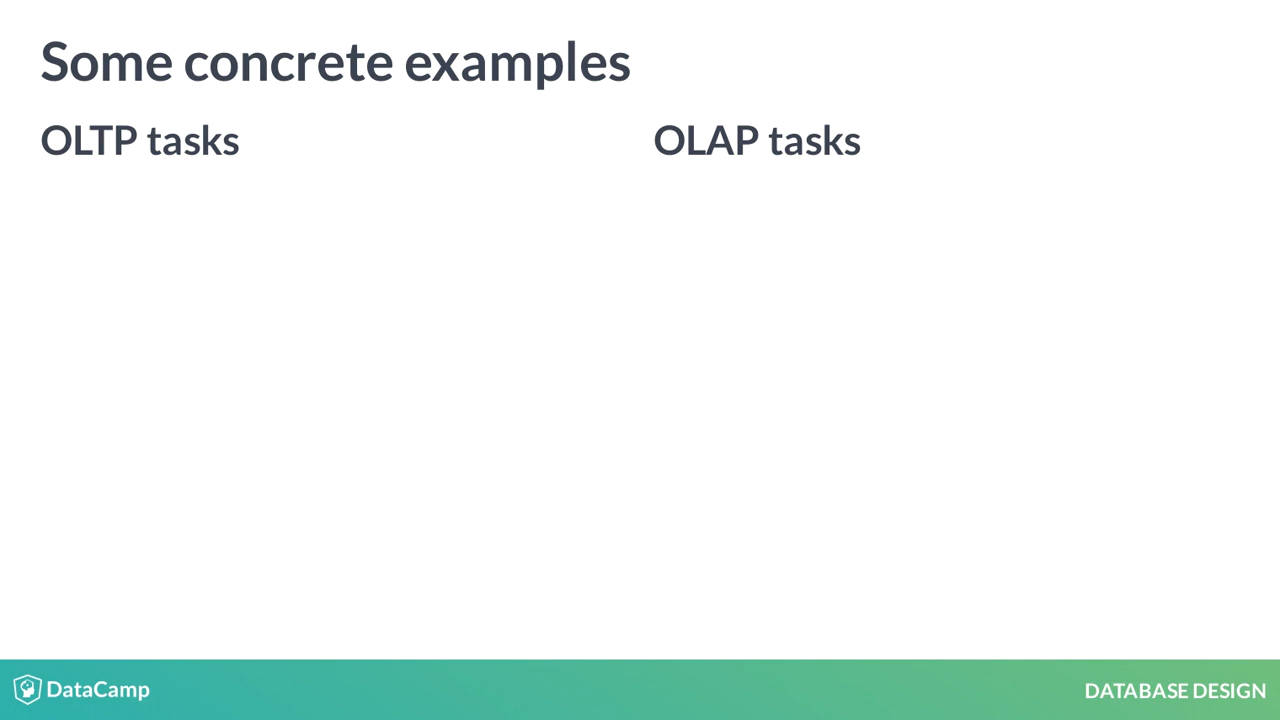 Some concrete examples
OLTP tasks
OLAP tasks
DataCamp
DATABASE DESIGN